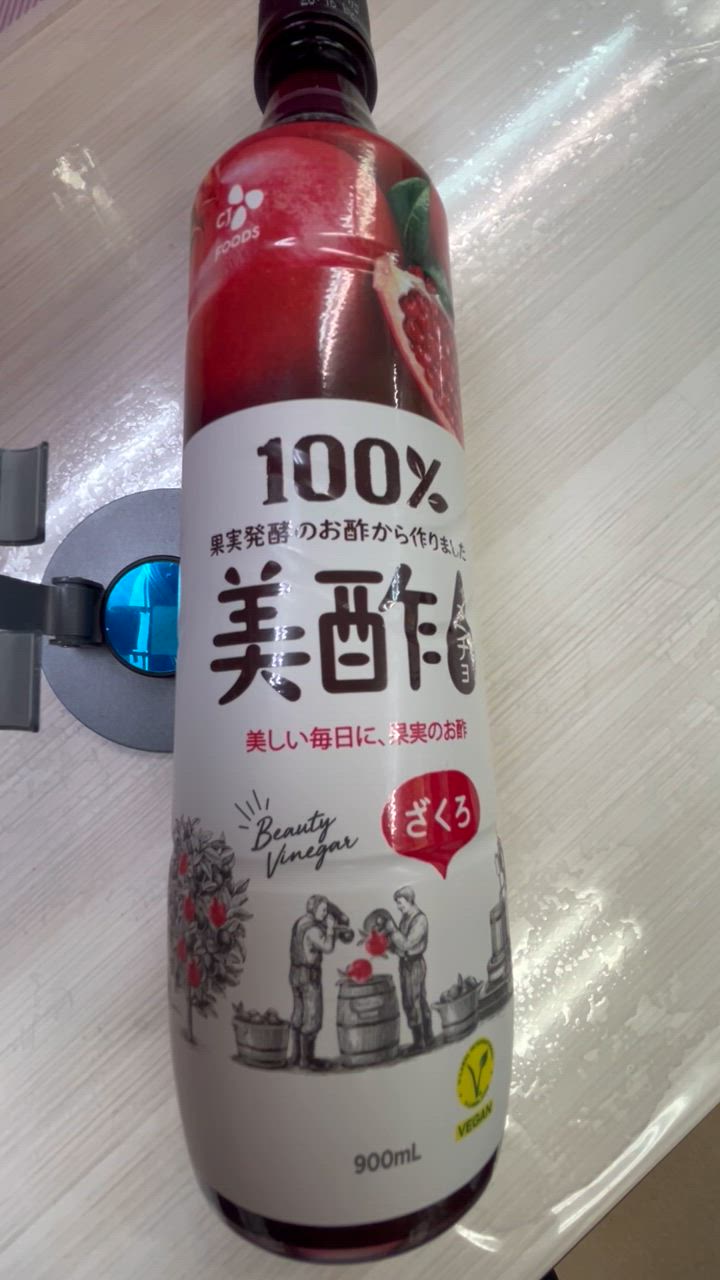 CJ
FOODS
100%
果実発酵のお酢から作りました
美酢
ミチョ
美しい毎日に、果実のお酢
Beauty
Vinegar
ざくろ
VEGAN
900mL